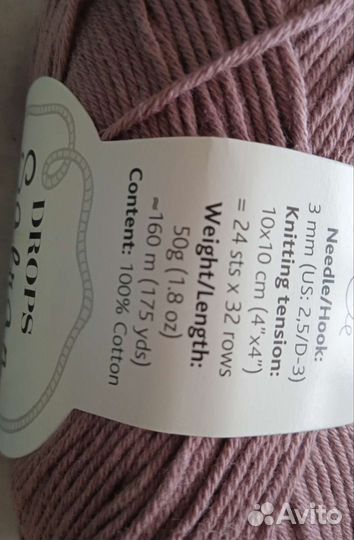 DROPS
Needle/Hook:
3 mm (US: 2,5/D-3)
Knitting tension:
10x10 cm (4"x4")
= 24 sts x 32 rows
Weight/Length:
50g (1.8 oz)
≈160 m (175 yds)
Content: 100% Cotton
Avito